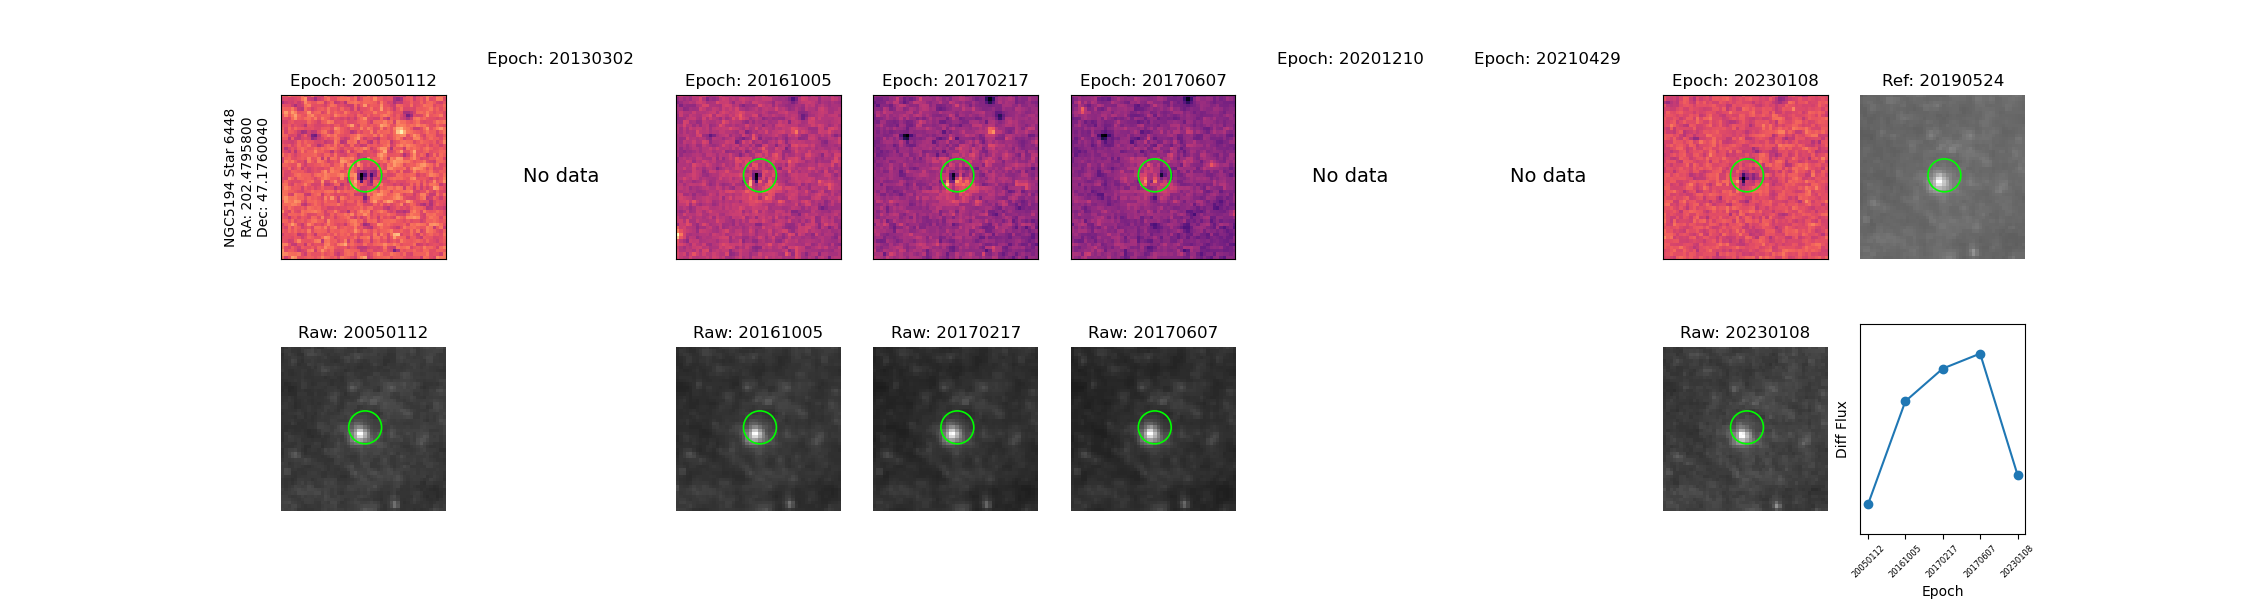 Epoch: 20130302
Epoch: 20201210
Epoch: 20210429
Epoch: 20050112
Epoch: 20161005
Epoch: 20170217
Epoch: 20170607
Epoch: 20230108
Ref: 20190524
NGC5194 Star 6448
RA: 202.4795800
Dec: 47.1760040
No data
No data
No data
Raw: 20050112
Raw: 20161005
Raw: 20170217
Raw: 20170607
Raw: 20230108
Diff Flux
20050112
20161005
20170217
20170607
20230108
Epoch